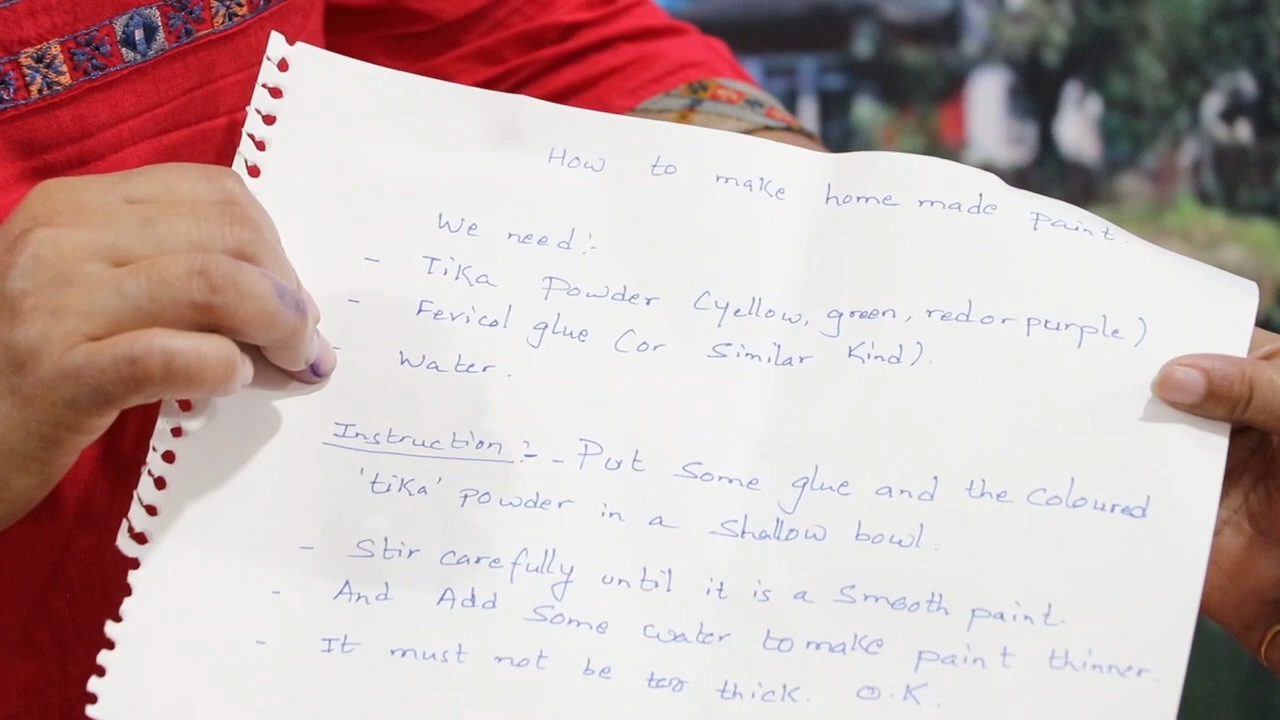 How to make home made paint.
We need:-
- Tika Powder (yellow, green, red or purple)
- Fevicol glue (or Similar Kind).
- Water.
Instruction:- - Put Some glue and the Coloured
'tika' powder in a Shallow bowl.
- Stir carefully until it is a Smooth paint.
- And Add Some water to make paint thinner.
- It must not be too thick. O.K.